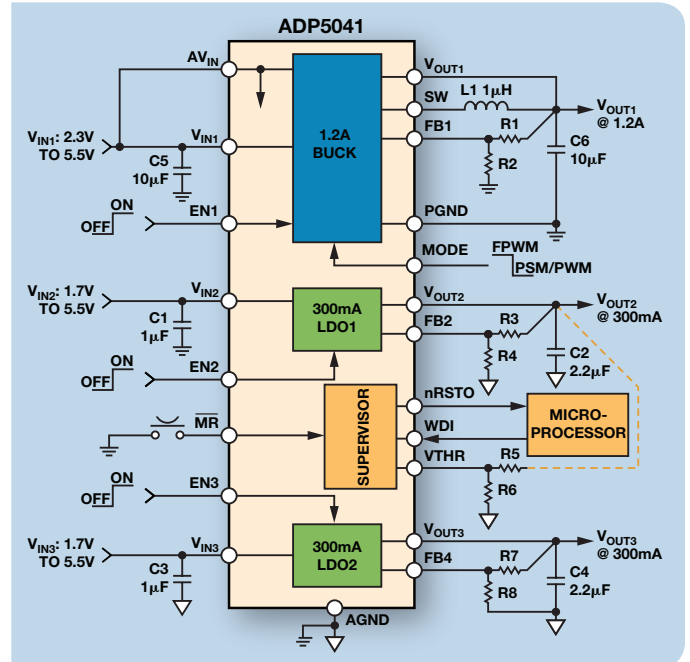 ADP5041
AVIN
VIN1: 2.3V
TO 5.5V
VIN1
C5
10µF
ON
OFF
EN1
1.2A
BUCK
VOUT1
SW
L1 1µH
FB1
R1
R2
VOUT1
@ 1.2A
C6
10µF
PGND
MODE
FPWM
PSM/PWM
VIN2: 1.7V
TO 5.5V
VIN2
C1
1µF
ON
OFF
EN2
300mA
LDO1
VOUT2
FB2
R3
R4
VOUT2
@ 300mA
C2
2.2µF
MR
SUPERVISOR
nRSTO
WDI
VTHR
R5
R6
MICRO-
PROCESSOR
ON
OFF
EN3
VIN3: 1.7V
TO 5.5V
VIN3
C3
1µF
300mA
LDO2
VOUT3
FB4
R7
R8
VOUT3
@ 300mA
C4
2.2µF
AGND